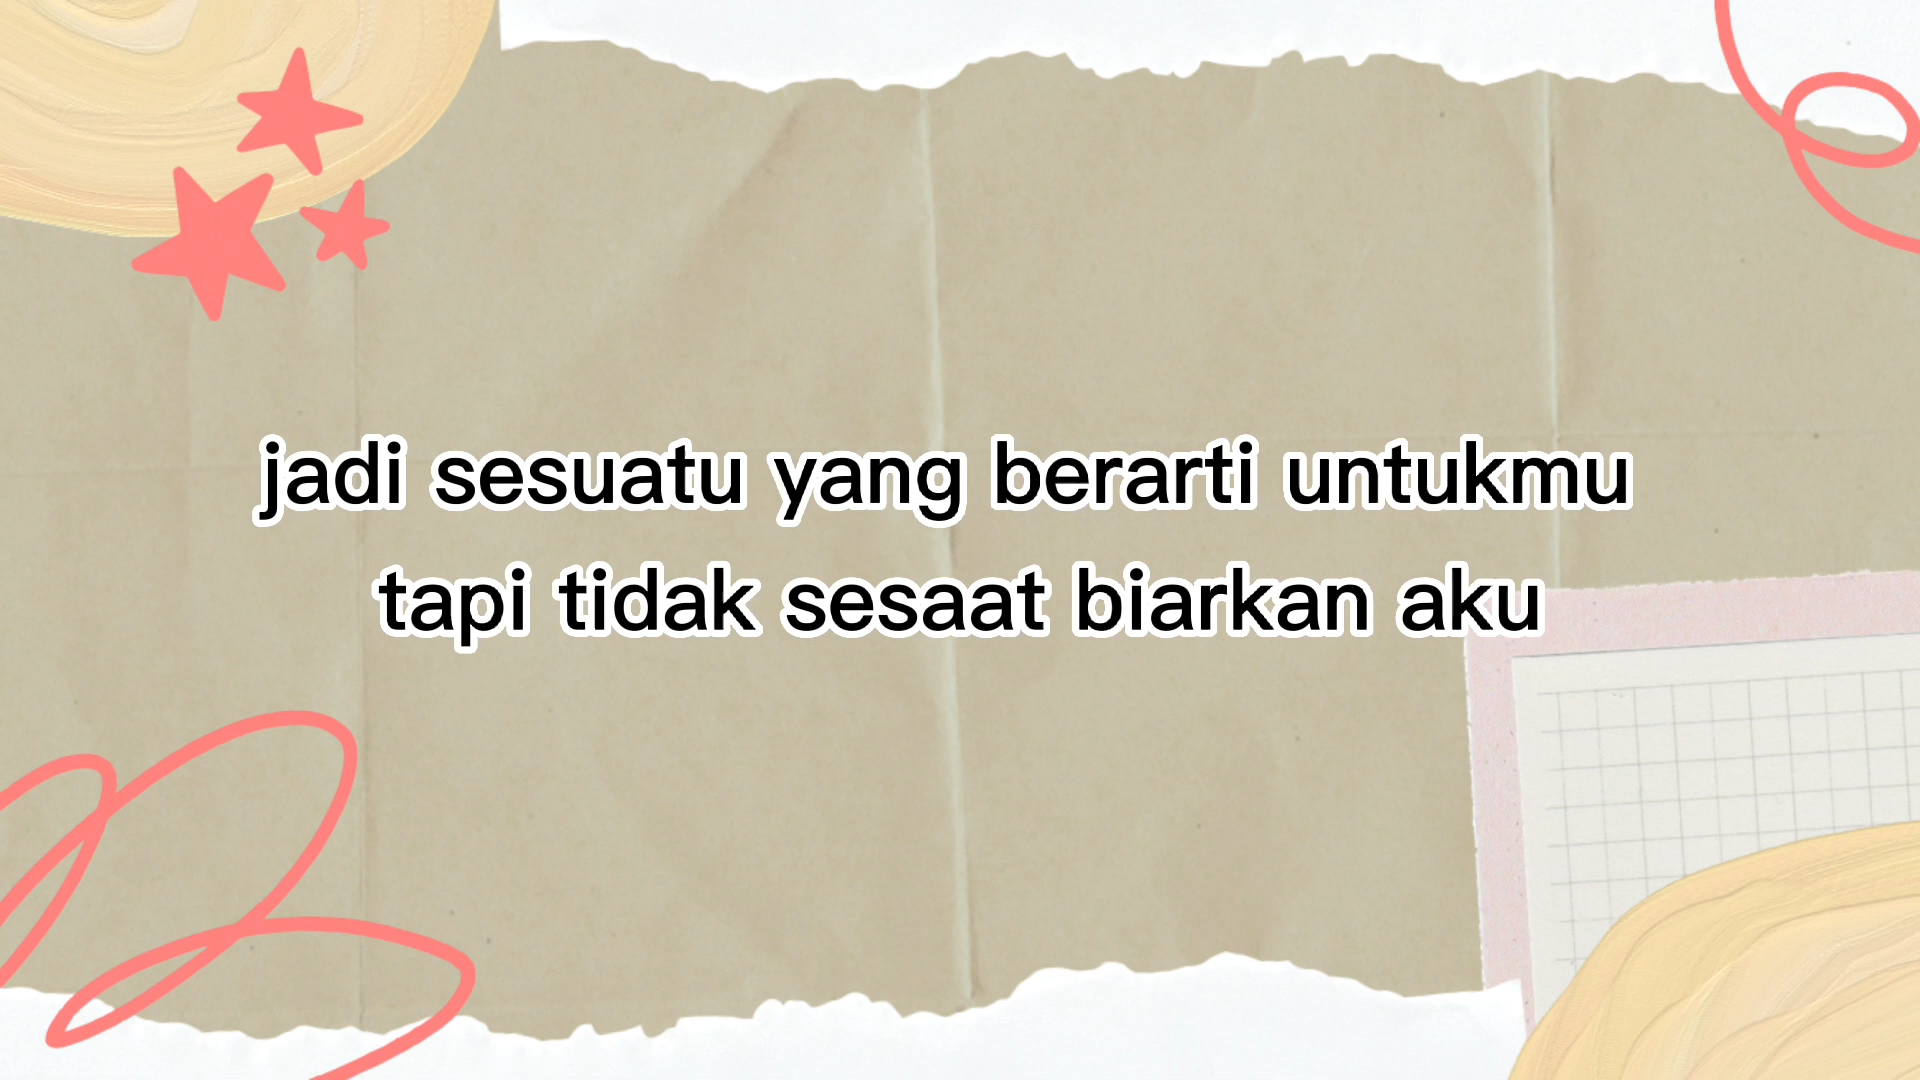 jadi sesuatu yang berarti untukmu
tapi tidak sesaat biarkan aku